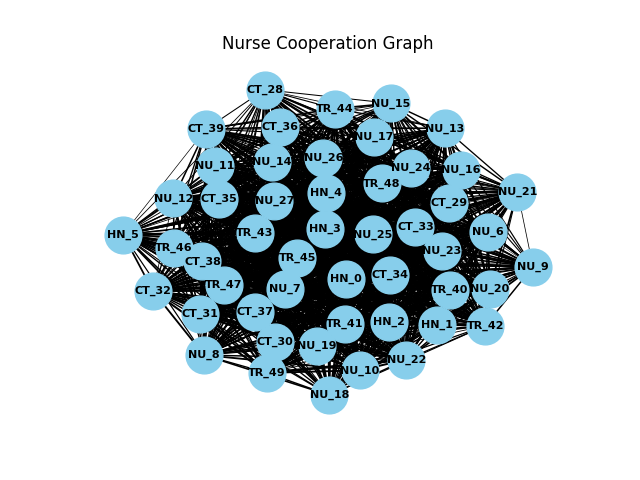 Nurse Cooperation Graph
CT_28
NU_15
TR_44
CT_36
CT_39
NU_13
NU_17
NU_26
NU_14
NU_11
NU_24
NU_16
TR_48
HN_4
NU_21
NU_12
CT_35
NU_27
CT_29
CT_33
HN_3
NU_6
TR_43
NU_25
HN_5
TR_46
NU_23
TR_45
CT_38
NU_9
CT_34
HN_0
TR_47
NU_7
CT_32
TR_40
NU_20
CT_37
CT_31
HN_2
TR_41
HN_1
TR_42
CT_30
NU_19
NU_8
NU_22
NU_10
TR_49
NU_18